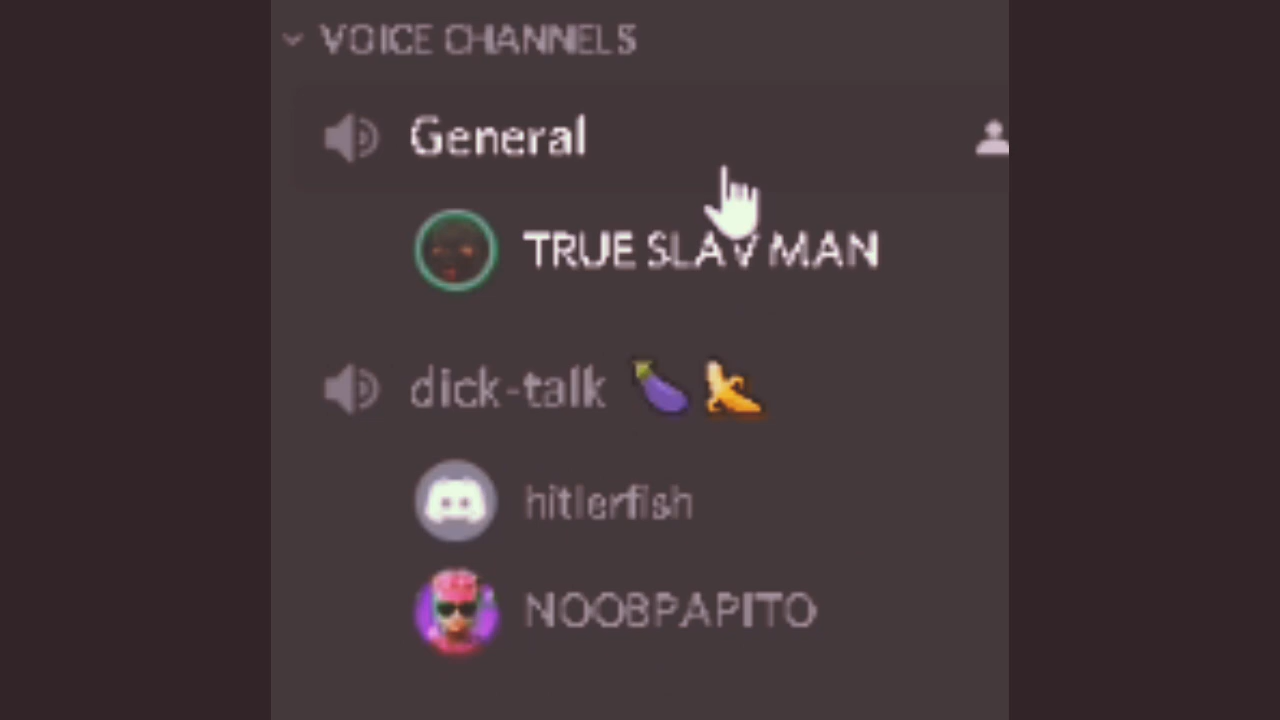 VOICE CHANNELS
General
TRUE SLAV MAN
dick-talk 🍆 🍌
hitlerfish
NOOBPAPITO